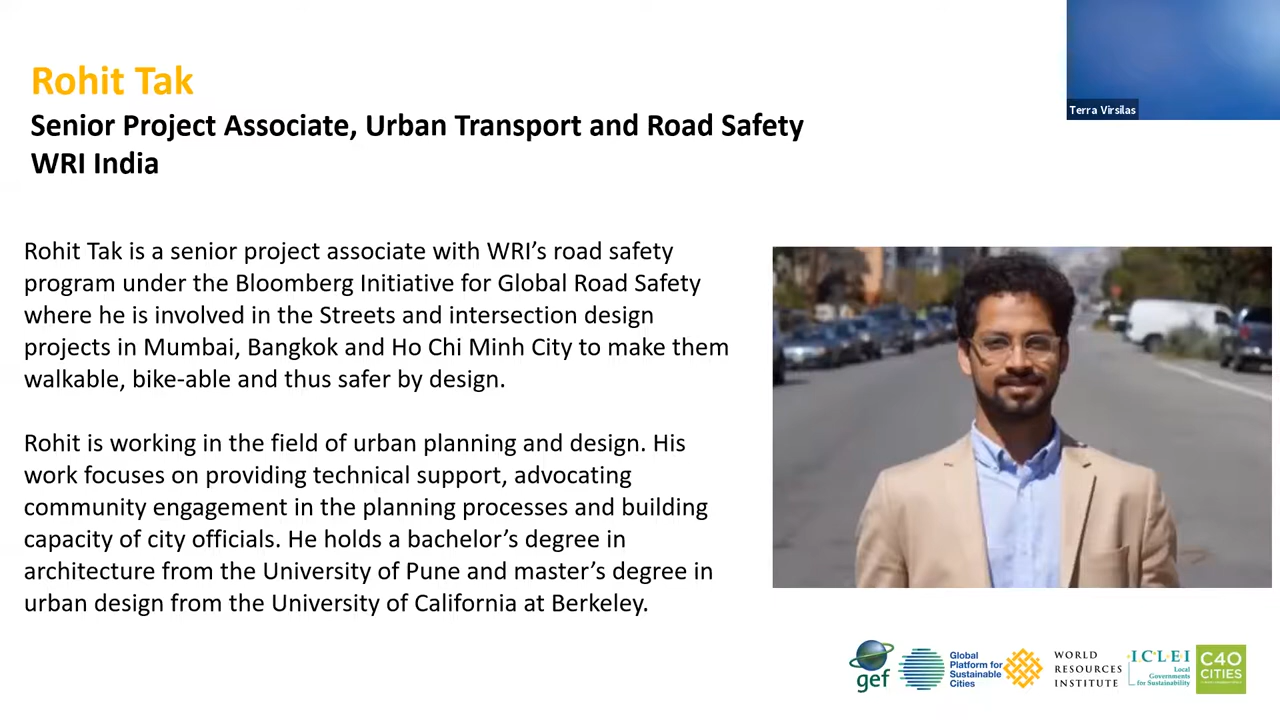 Rohit Tak
Senior Project Associate, Urban Transport and Road Safety
WRI India
Terra Virsilas
Rohit Tak is a senior project associate with WRI’s road safety
program under the Bloomberg Initiative for Global Road Safety
where he is involved in the Streets and intersection design
projects in Mumbai, Bangkok and Ho Chi Minh City to make them
walkable, bike-able and thus safer by design.
Rohit is working in the field of urban planning and design. His
work focuses on providing technical support, advocating
community engagement in the planning processes and building
capacity of city officials. He holds a bachelor’s degree in
architecture from the University of Pune and master’s degree in
urban design from the University of California at Berkeley.
gef
Global
Platform for
Sustainable
Cities
WORLD
RESOURCES
INSTITUTE
ICLEI
Local
Governments
for Sustainability
C40
CITIES